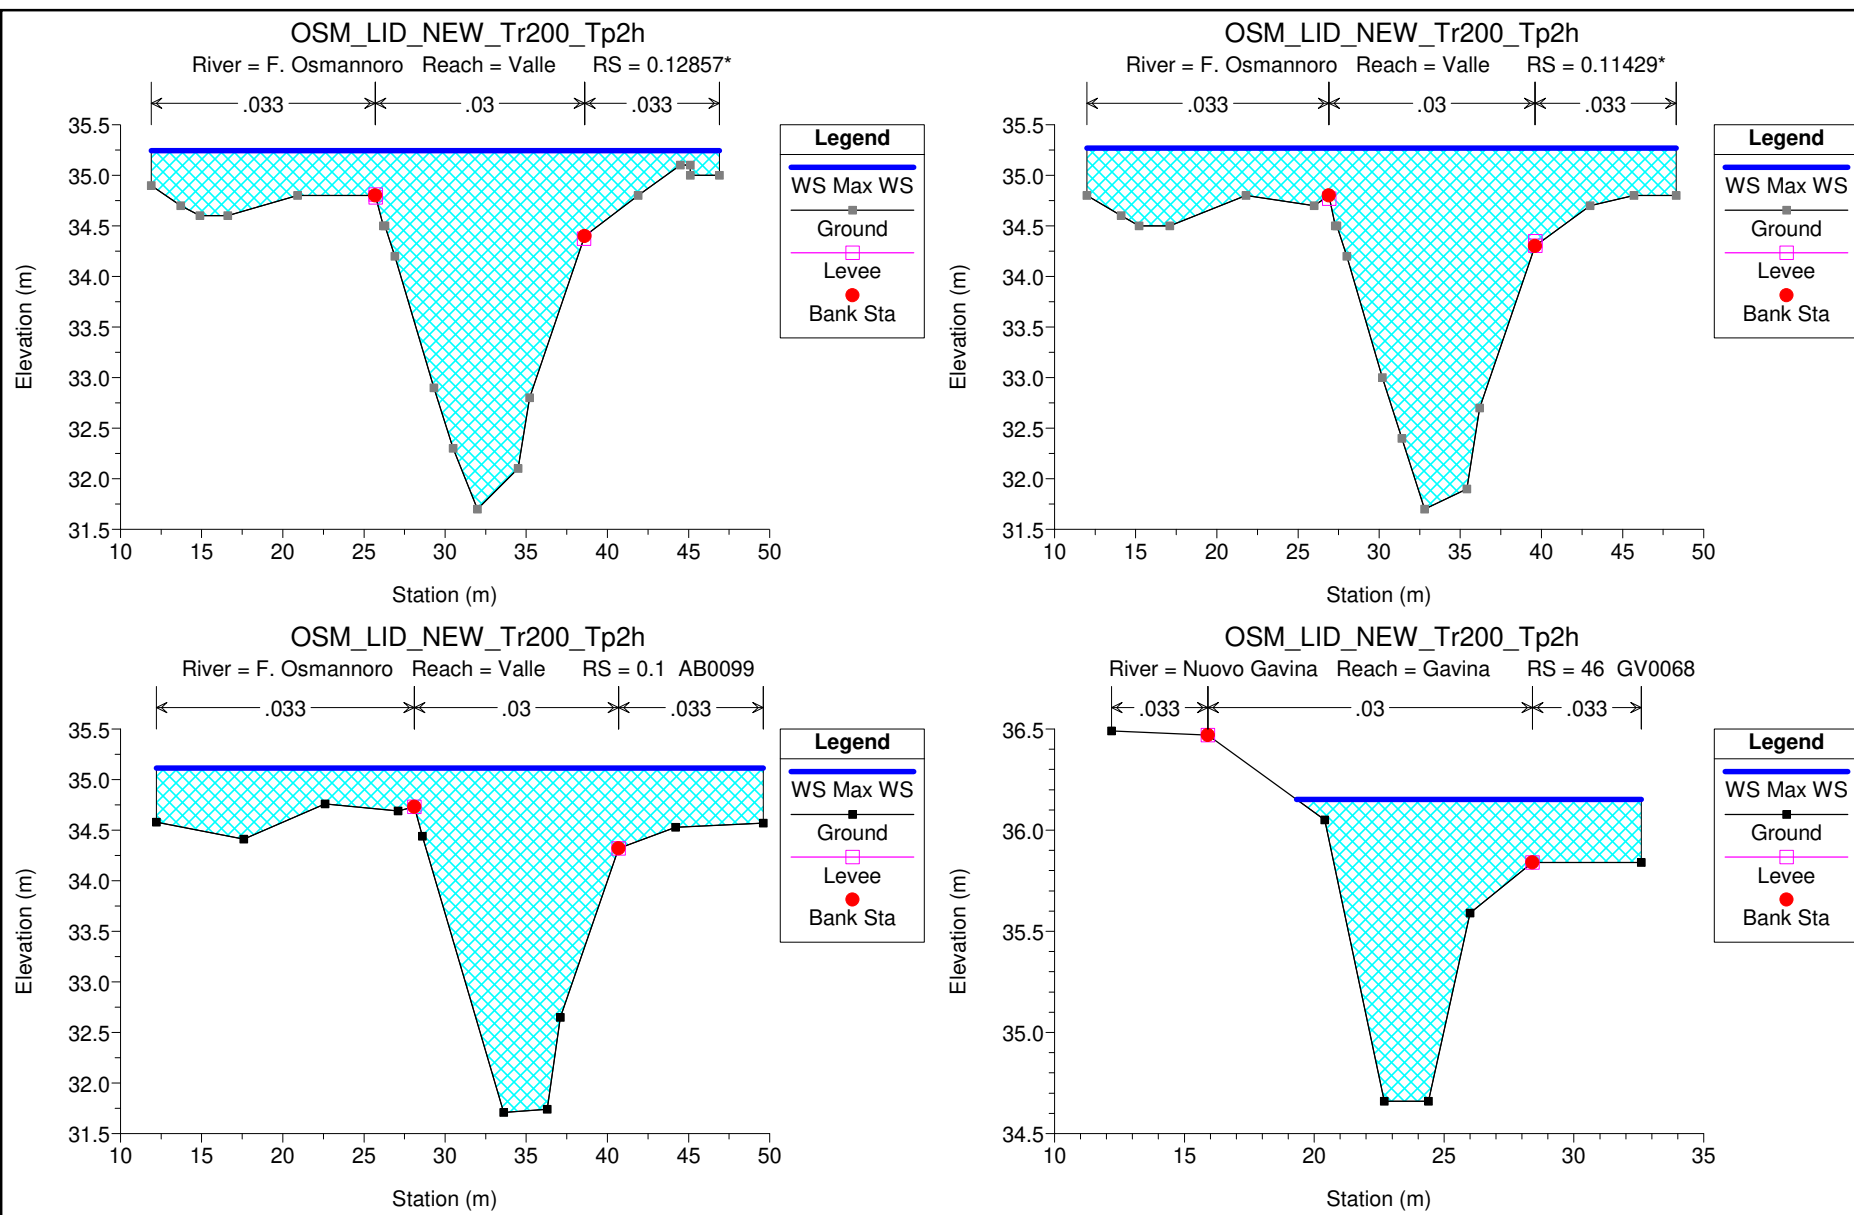 OSM_LID_NEW_Tr200_Tp2h
River = F. Osmannoro Reach = Valle RS = 0.12857*
.033 .03 .033
35.5
35.0
34.5
34.0
33.5
33.0
32.5
32.0
31.5
10 15 20 25 30 35 40 45 50
Station (m)
Elevation (m)
Legend
WS Max WS
Ground
Levee
Bank Sta
OSM_LID_NEW_Tr200_Tp2h
River = F. Osmannoro Reach = Valle RS = 0.11429*
.033 .03 .033
35.5
35.0
34.5
34.0
33.5
33.0
32.5
32.0
31.5
10 15 20 25 30 35 40 45 50
Station (m)
Elevation (m)
Legend
WS Max WS
Ground
Levee
Bank Sta
OSM_LID_NEW_Tr200_Tp2h
River = F. Osmannoro Reach = Valle RS = 0.1 AB0099
.033 .03 .033
35.5
35.0
34.5
34.0
33.5
33.0
32.5
32.0
31.5
10 15 20 25 30 35 40 45 50
Station (m)
Elevation (m)
Legend
WS Max WS
Ground
Levee
Bank Sta
OSM_LID_NEW_Tr200_Tp2h
River = Nuovo Gavina Reach = Gavina RS = 46 GV0068
.033 .03 .033
36.5
36.0
35.5
35.0
34.5
10 15 20 25 30 35
Station (m)
Elevation (m)
Legend
WS Max WS
Ground
Levee
Bank Sta